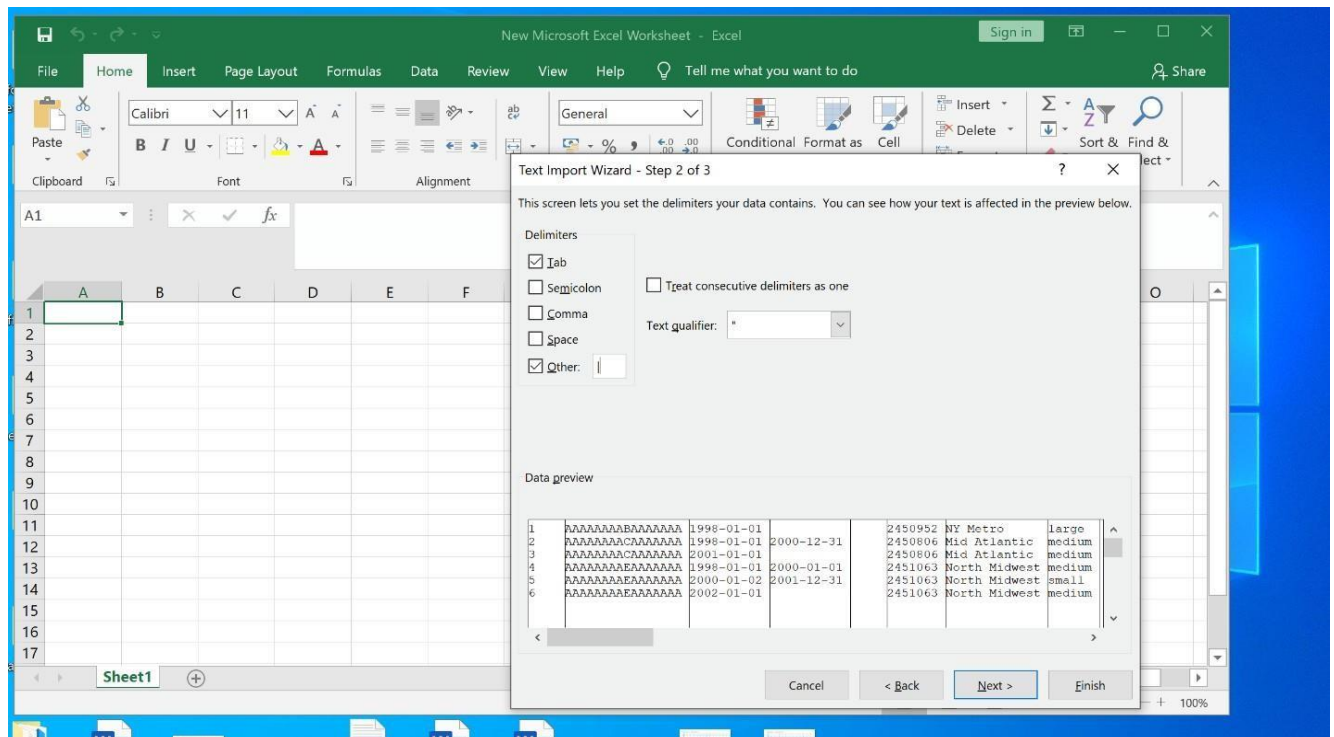 New Microsoft Excel Worksheet - Excel
Sign in
File Home Insert Page Layout Formulas Data Review View Help Tell me what you want to do Share
Calibri 11 A A ab General Insert Σ A Z
Paste B I U A % , Conditional Format as Cell Delete Sort & Find &
Clipboard Font Alignment
Text Import Wizard - Step 2 of 3 ?
A1 fx
This screen lets you set the delimiters your data contains. You can see how your text is affected in the preview below.
Delimiters
Tab
Semicolon Treat consecutive delimiters as one
Comma
Text qualifier: "
Space
Other: |
A B C D E F O
1
2
3
4
5
6
7
8
9
10
11
12
13
14
15
16
17
Data preview
1 AAAAAAAABAAAAAAA 1998-01-01 2450952 NY Metro large
2 AAAAAAAACAAAAAAA 1998-01-01 2000-12-31 2450806 Mid Atlantic medium
3 AAAAAAAACAAAAAAA 2001-01-01 2450806 Mid Atlantic medium
4 AAAAAAAAEAAAAAAA 1998-01-01 2000-01-01 2451063 North Midwest medium
5 AAAAAAAAEAAAAAAA 2000-01-02 2001-12-31 2451063 North Midwest small
6 AAAAAAAAEAAAAAAA 2002-01-01 2451063 North Midwest medium
Cancel < Back Next > Finish
Sheet1
100%